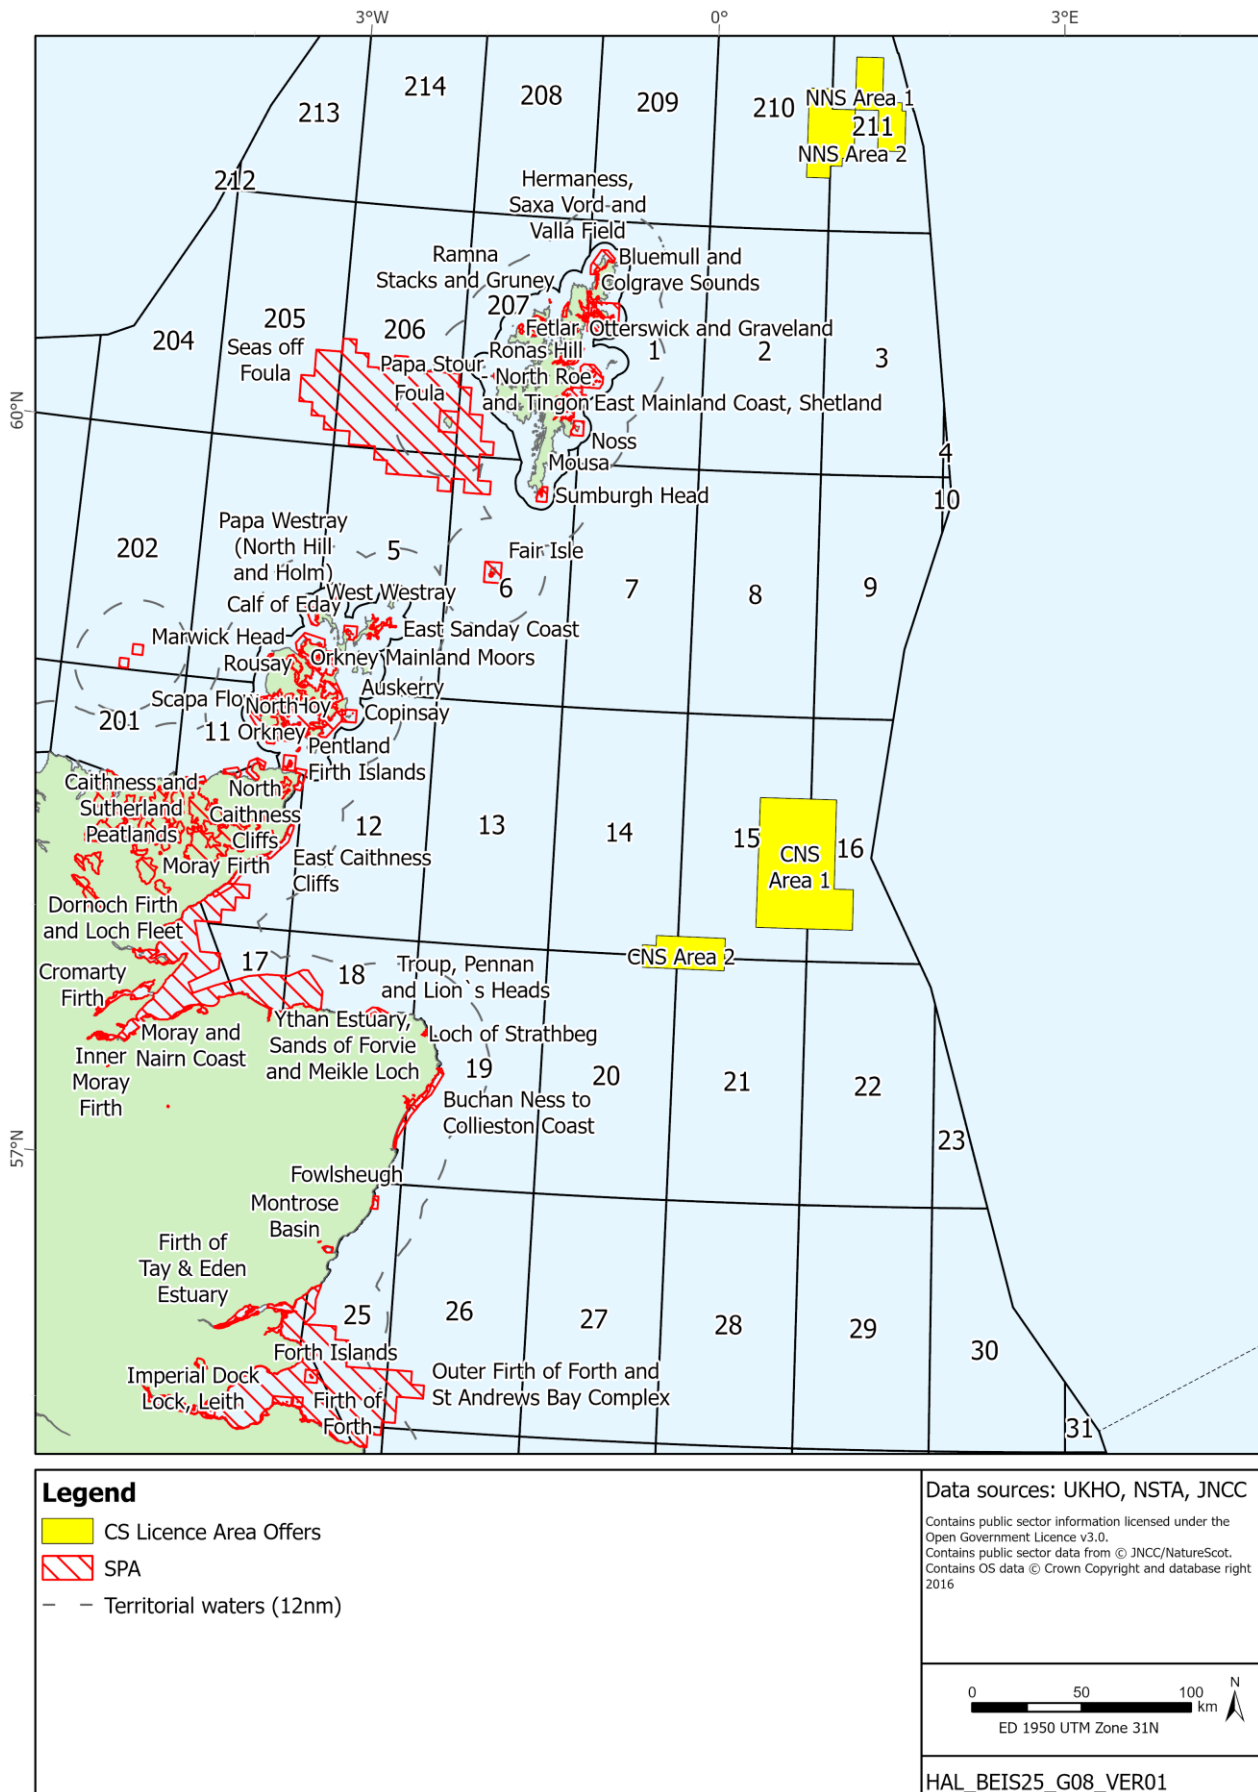 3°W
0°
3°E
60°N
57°N
213
214
208
209
210
NNS Area 1
211
NNS Area 2
212
Hermaness,
Saxa Vord and
Valla Field
Ramna
Stacks and Gruney
Bluemull and
Colgrave Sounds
204
205
206
207
Seas off
Foula
Fetlar
Otterswick and Graveland
Ronas Hill
- North Roe
and Tingon
Papa Stour
Foula
1
2
3
East Mainland Coast, Shetland
Noss
Mousa
Sumburgh Head
4
10
202
Papa Westray
(North Hill
and Holm)
5
Fair Isle
6
7
8
9
West Westray
Calf of Eday
East Sanday Coast
Marwick Head
Rousay
Orkney Mainland Moors
Auskerry
Copinsay
Scapa Flow
North
Orkney
Hoy
201
11
Pentland
Firth Islands
Caithness and
Sutherland
Peatlands
North
Caithness
Cliffs
12
13
14
15
16
CNS
Area 1
Moray Firth
East Caithness
Cliffs
Dornoch Firth
and Loch Fleet
CNS Area 2
Cromarty
Firth
17
18
Troup, Pennan
and Lion`s Heads
Moray and
Nairn Coast
Inner
Moray
Firth
Ythan Estuary,
Sands of Forvie
and Meikle Loch
Loch of Strathbeg
19
20
21
22
Buchan Ness to
Collieston Coast
23
Fowlsheugh
Montrose
Basin
Firth of
Tay & Eden
Estuary
25
26
27
28
29
30
Forth Islands
Imperial Dock
Lock, Leith
Firth of
Forth
Outer Firth of Forth and
St Andrews Bay Complex
31
Legend
CS Licence Area Offers
SPA
Territorial waters (12nm)
Data sources: UKHO, NSTA, JNCC
Contains public sector information licensed under the
Open Government Licence v3.0.
Contains public sector data from © JNCC/NatureScot.
Contains OS data © Crown Copyright and database right
2016
0 50 100
km
N
ED 1950 UTM Zone 31N
HAL_BEIS25_G08_VER01